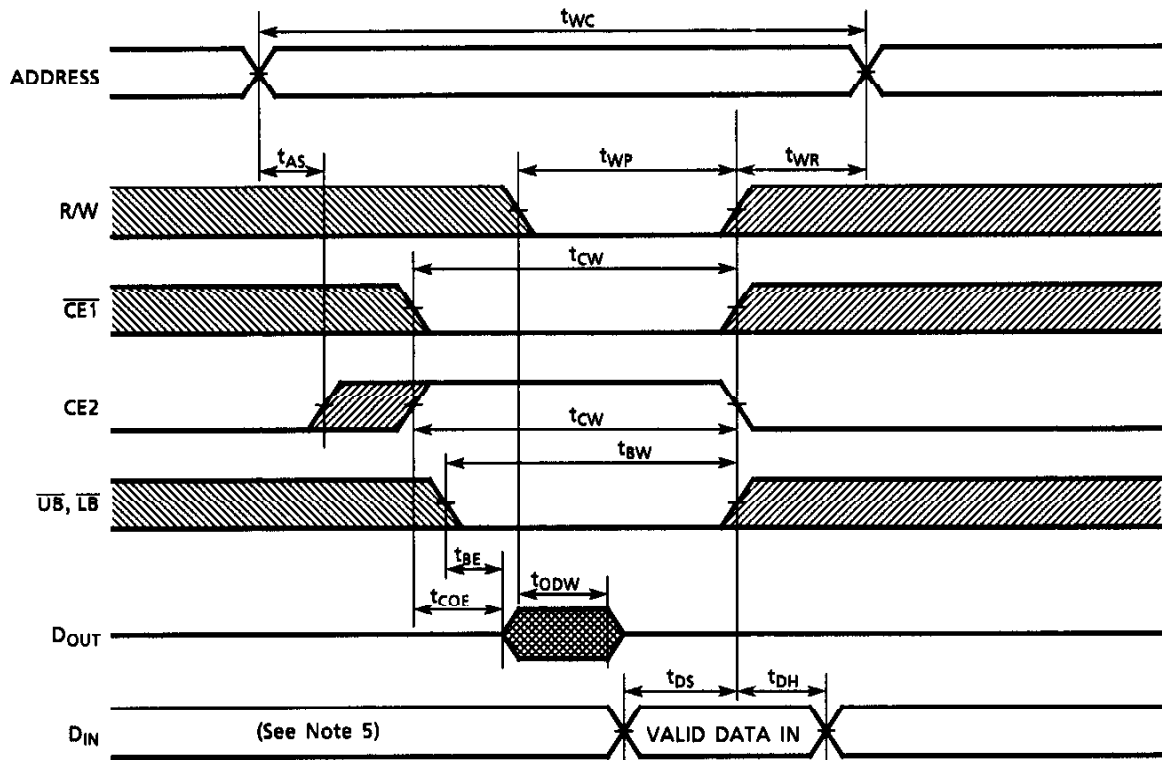 tWC
ADDRESS
tAS
tWP
tWR
R/W
tCW
CE1
CE2
tCW
tBW
UB, LB
tBE
tODW
tCOE
DOUT
tDS
tDH
DIN
(See Note 5)
VALID DATA IN